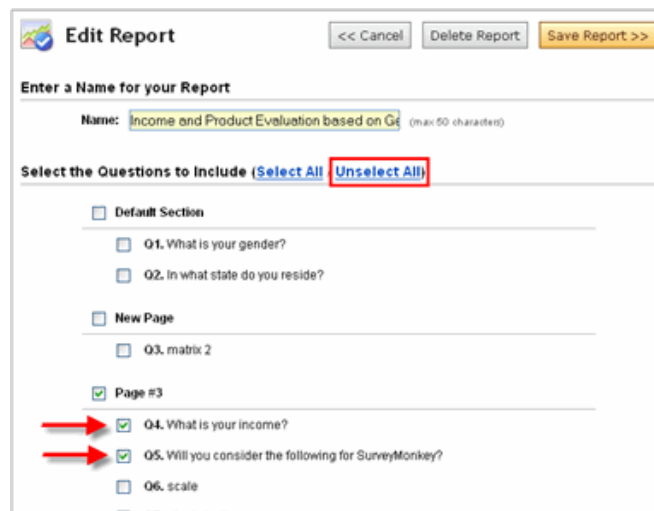 Edit Report
<< Cancel
Delete Report
Save Report >>
Enter a Name for your Report
Name: Income and Product Evaluation based on Ge (max 50 characters)
Select the Questions to Include (Select All / Unselect All)
Default Section
Q1. What is your gender?
Q2. In what state do you reside?
New Page
Q3. matrix 2
Page #3
Q4. What is your income?
Q5. Will you consider the following for SurveyMonkey?
Q6. scale